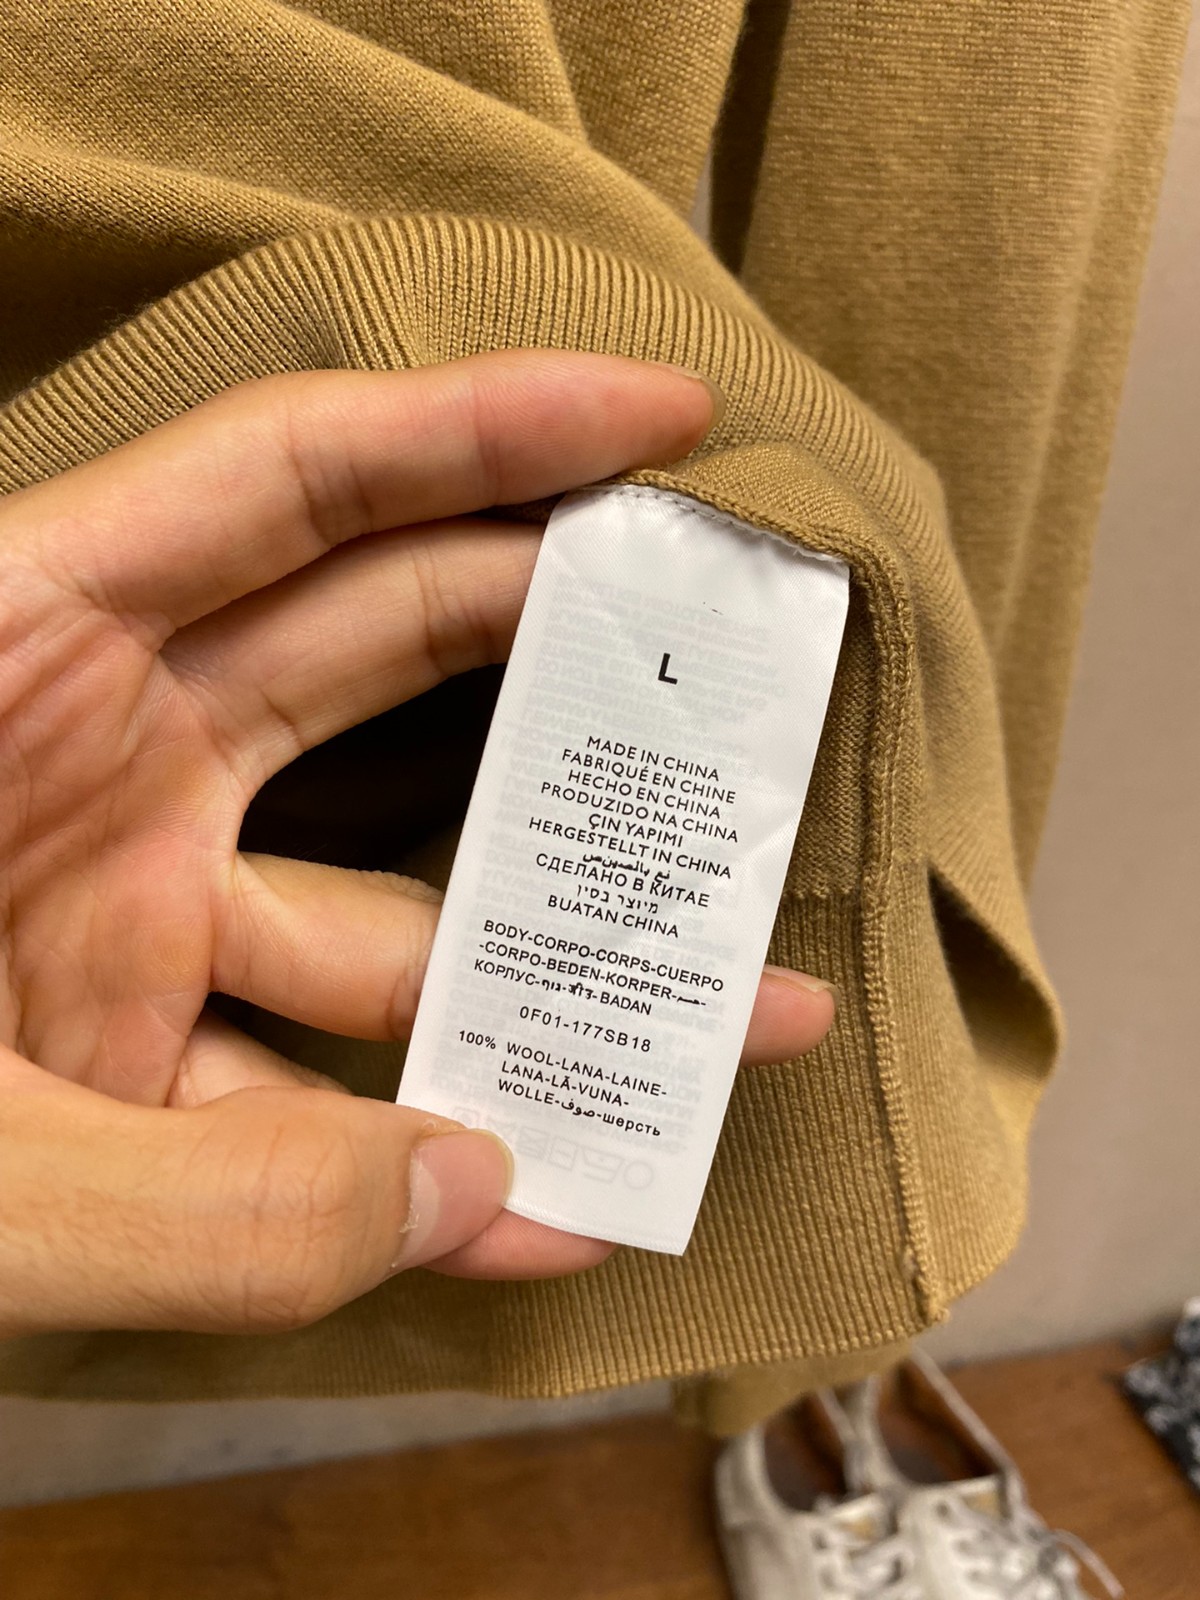 L
MADE IN CHINA
FABRIQUÉ EN CHINE
HECHO EN CHINA
PRODUZIDO NA CHINA
ÇIN YAPIMI
HERGESTELLT IN CHINA
СДЕЛАНО В КИТАЕ
מיוצר בסין
BUATAN CHINA
BODY-CORPO-CORPS-CUERPO
-CORPO-BEDEN-KORPER-
КОРПУС-גוף-BADAN
0F01-177SB18
100% WOOL-LANA-LAINE-
LANA-LÃ-VUNA-
WOLLE-صوف-шерсть